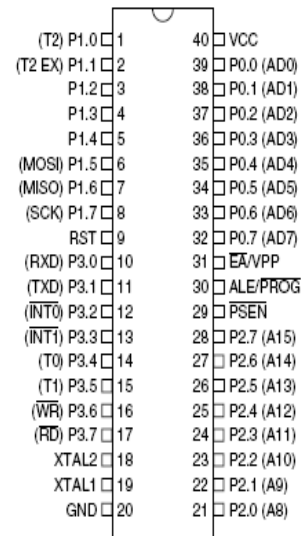 (T2) P1.0 1 40 VCC
(T2 EX) P1.1 2 39 P0.0 (AD0)
P1.2 3 38 P0.1 (AD1)
P1.3 4 37 P0.2 (AD2)
P1.4 5 36 P0.3 (AD3)
(MOSI) P1.5 6 35 P0.4 (AD4)
(MISO) P1.6 7 34 P0.5 (AD5)
(SCK) P1.7 8 33 P0.6 (AD6)
RST 9 32 P0.7 (AD7)
(RXD) P3.0 10 31 E̅A̅/VPP
(TXD) P3.1 11 30 ALE/P̅R̅O̅G̅
(I̅N̅T̅0̅) P3.2 12 29 P̅S̅E̅N̅
(I̅N̅T̅1̅) P3.3 13 28 P2.7 (A15)
(T0) P3.4 14 27 P2.6 (A14)
(T1) P3.5 15 26 P2.5 (A13)
(W̅R̅) P3.6 16 25 P2.4 (A12)
(R̅D̅) P3.7 17 24 P2.3 (A11)
XTAL2 18 23 P2.2 (A10)
XTAL1 19 22 P2.1 (A9)
GND 20 21 P2.0 (A8)